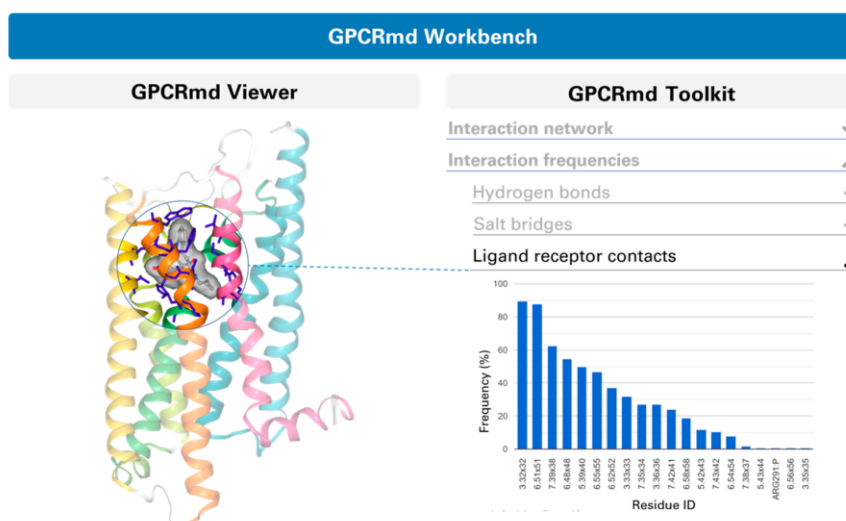 GPCRmd Workbench
GPCRmd Viewer
GPCRmd Toolkit
Interaction network
Interaction frequencies
Hydrogen bonds
Salt bridges
Ligand receptor contacts
100
80
60
40
20
0
Frequency (%)
3.32x32
6.51x51
7.39x38
6.48x48
5.39x40
6.55x55
6.52x52
3.33x33
7.35x34
3.36x36
7.42x41
6.58x58
5.42x43
7.43x42
6.54x54
7.38x37
5.43x44
ARG291:P
6.56x56
3.35x35
Residue ID